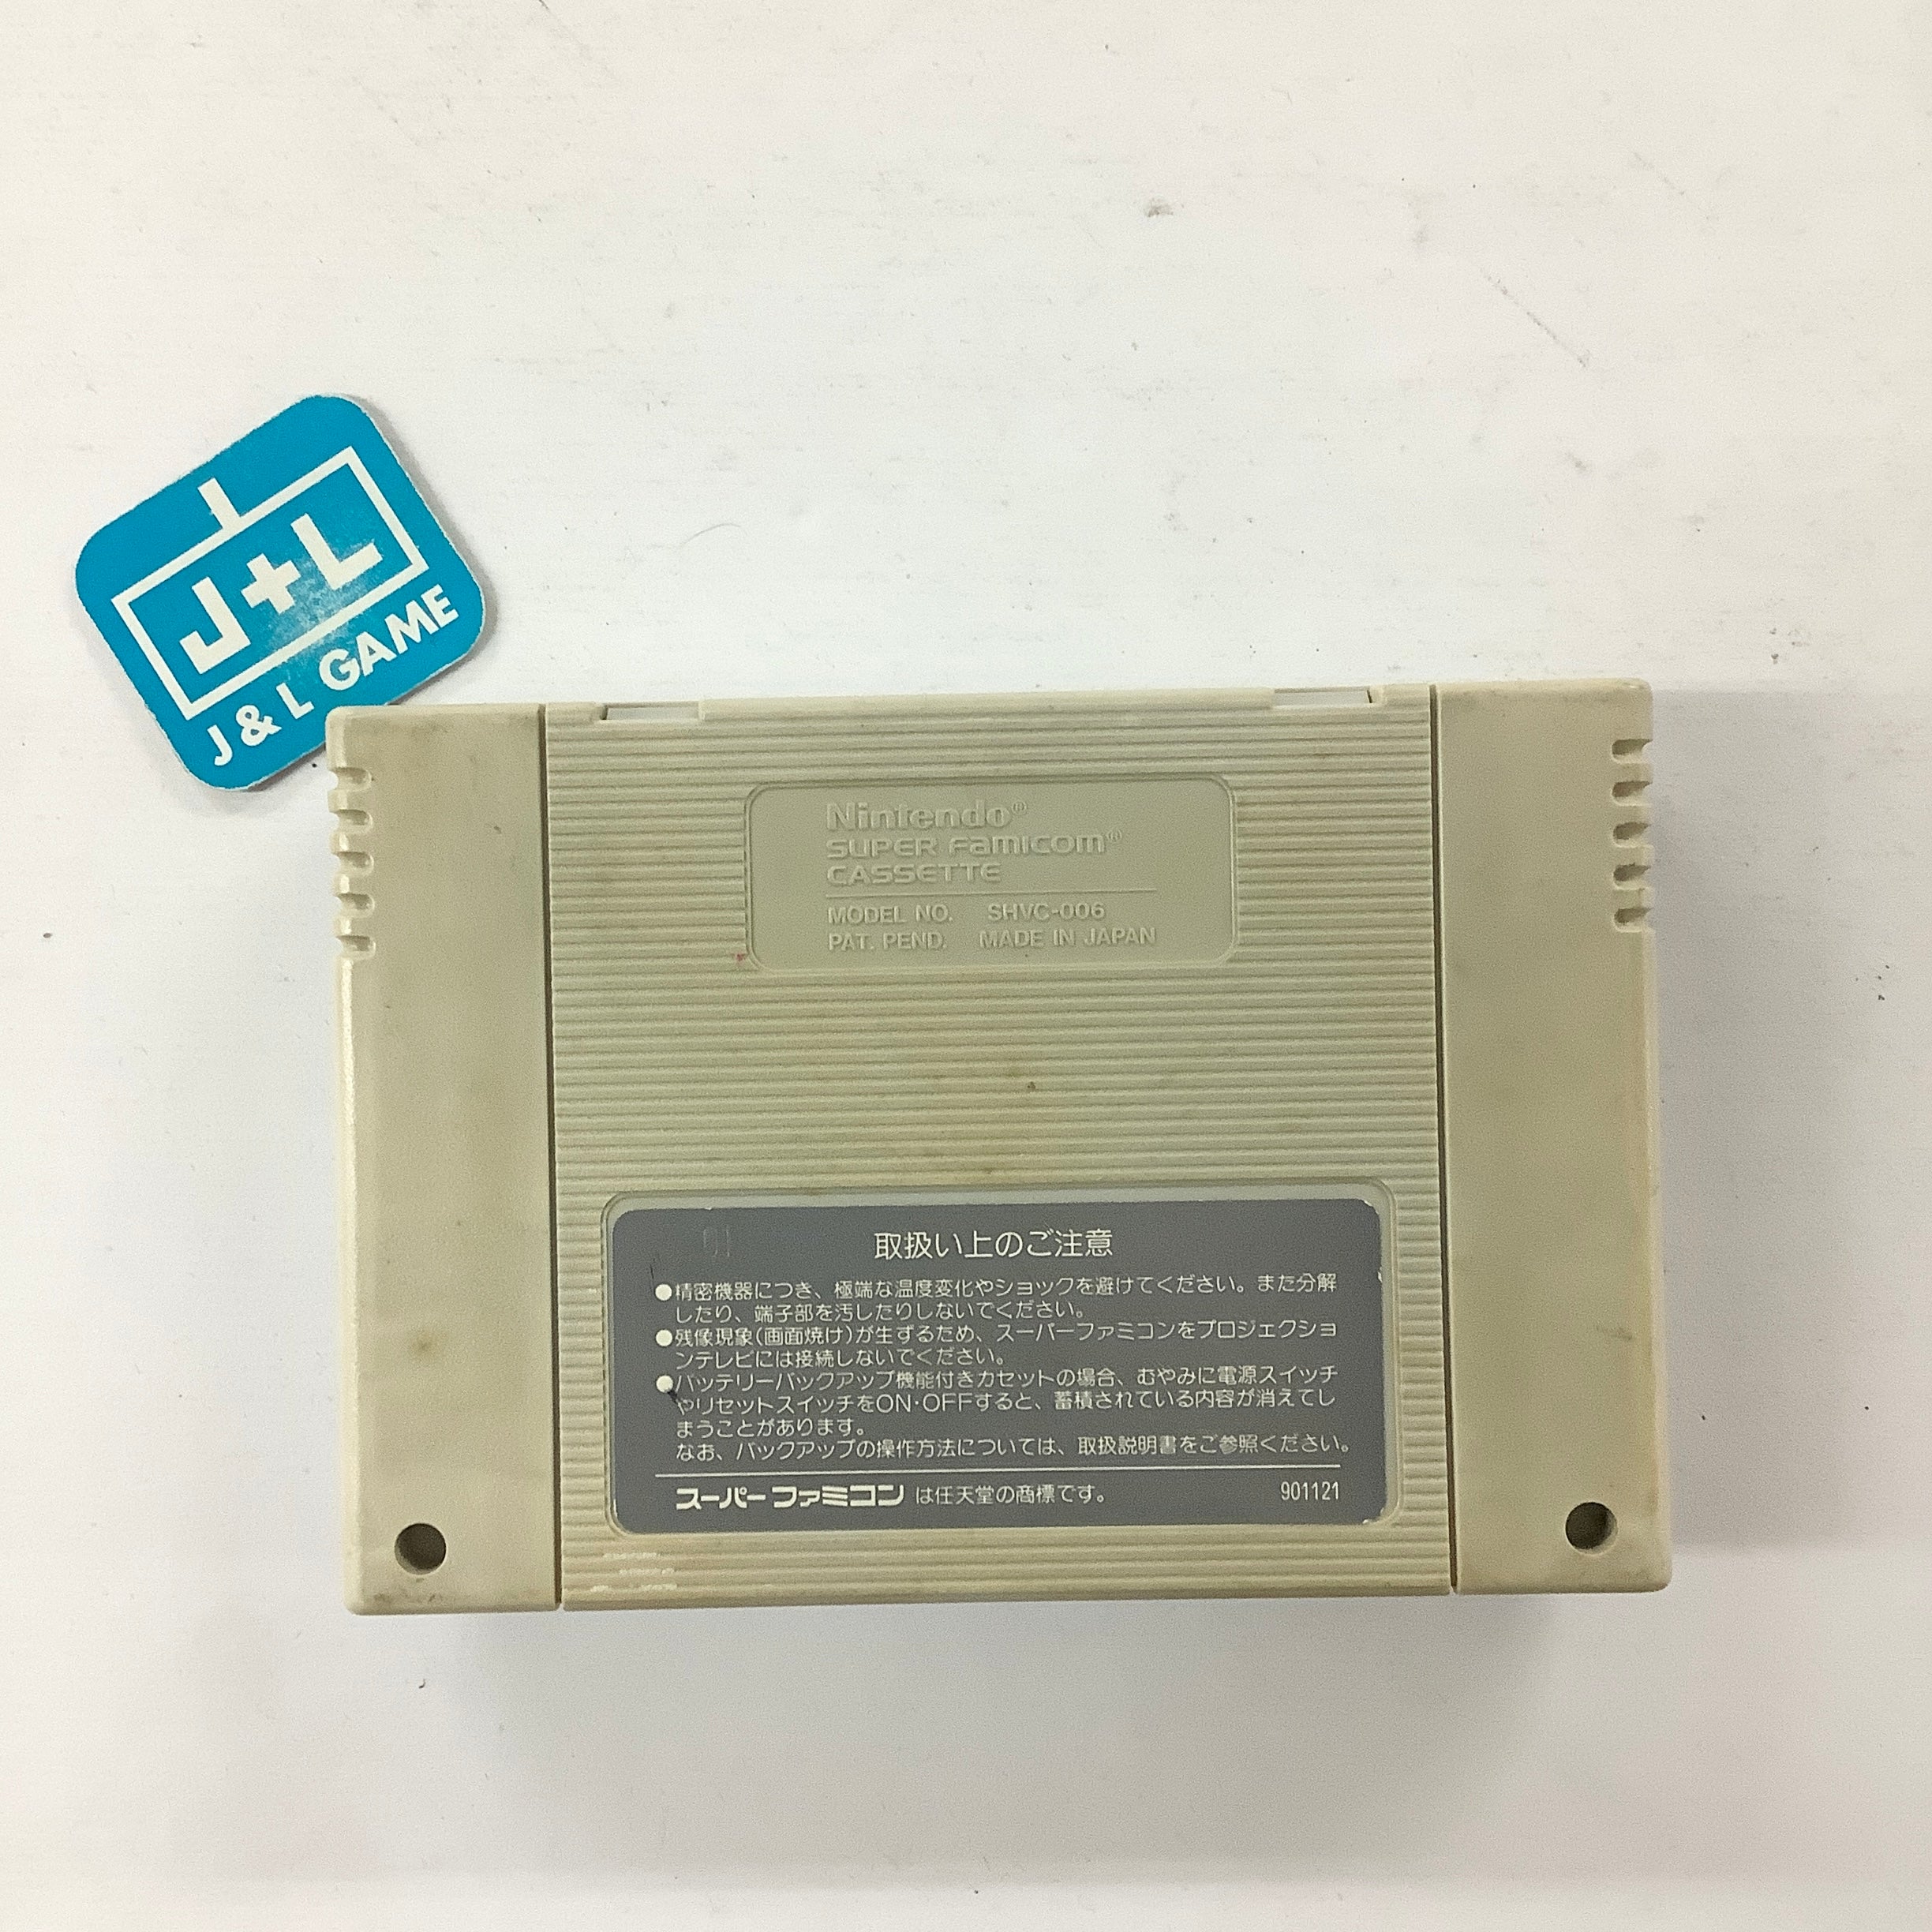 J+L
J & L GAME
Nintendo®
SUPER Famicom®
CASSETTE
MODEL NO. SHVC-006
PAT. PEND. MADE IN JAPAN
01
取扱い上のご注意
●精密機器につき、極端な温度変化やショックを避けてください。また分解
したり、端子部を汚したりしないでください。
●残像現象(画面焼け)が生ずるため、スーパーファミコンをプロジェクショ
ンテレビには接続しないでください。
●バッテリーバックアップ機能付きカセットの場合、むやみに電源スイッチ
やリセットスイッチをON・OFFすると、蓄積されている内容が消えてし
まうことがあります。
なお、バックアップの操作方法については、取扱説明書をご参照ください。
スーパーファミコン は任天堂の商標です。 901121